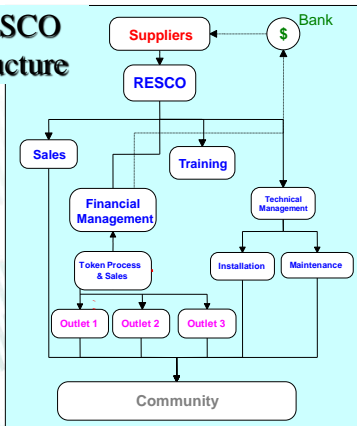 SCO
cture
Suppliers
$
Bank
RESCO
Sales
Training
Financial
Management
Technical
Management
Token Process
& Sales
Installation
Maintenance
Outlet 1
Outlet 2
Outlet 3
Community